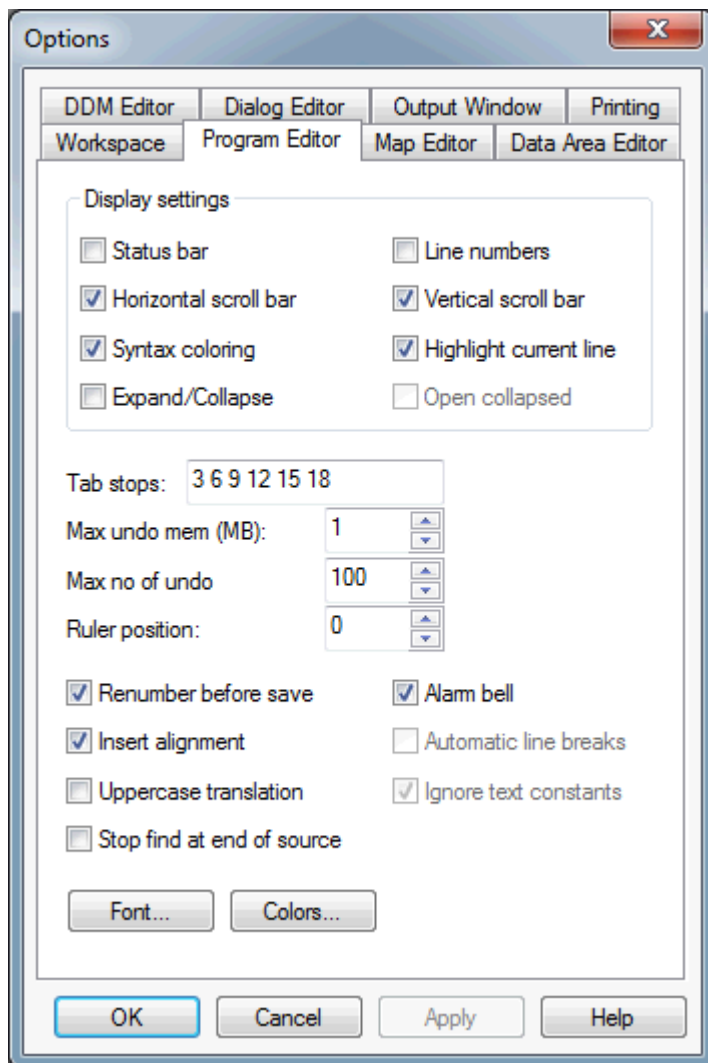 Options
DDM Editor Dialog Editor Output Window Printing
Workspace Program Editor Map Editor Data Area Editor
Display settings
Status bar Line numbers
Horizontal scroll bar Vertical scroll bar
Syntax coloring Highlight current line
Expand/Collapse Open collapsed
Tab stops: 3 6 9 12 15 18
Max undo mem (MB): 1
Max no of undo 100
Ruler position: 0
Renumber before save Alarm bell
Insert alignment Automatic line breaks
Uppercase translation Ignore text constants
Stop find at end of source
Font... Colors...
OK Cancel Apply Help